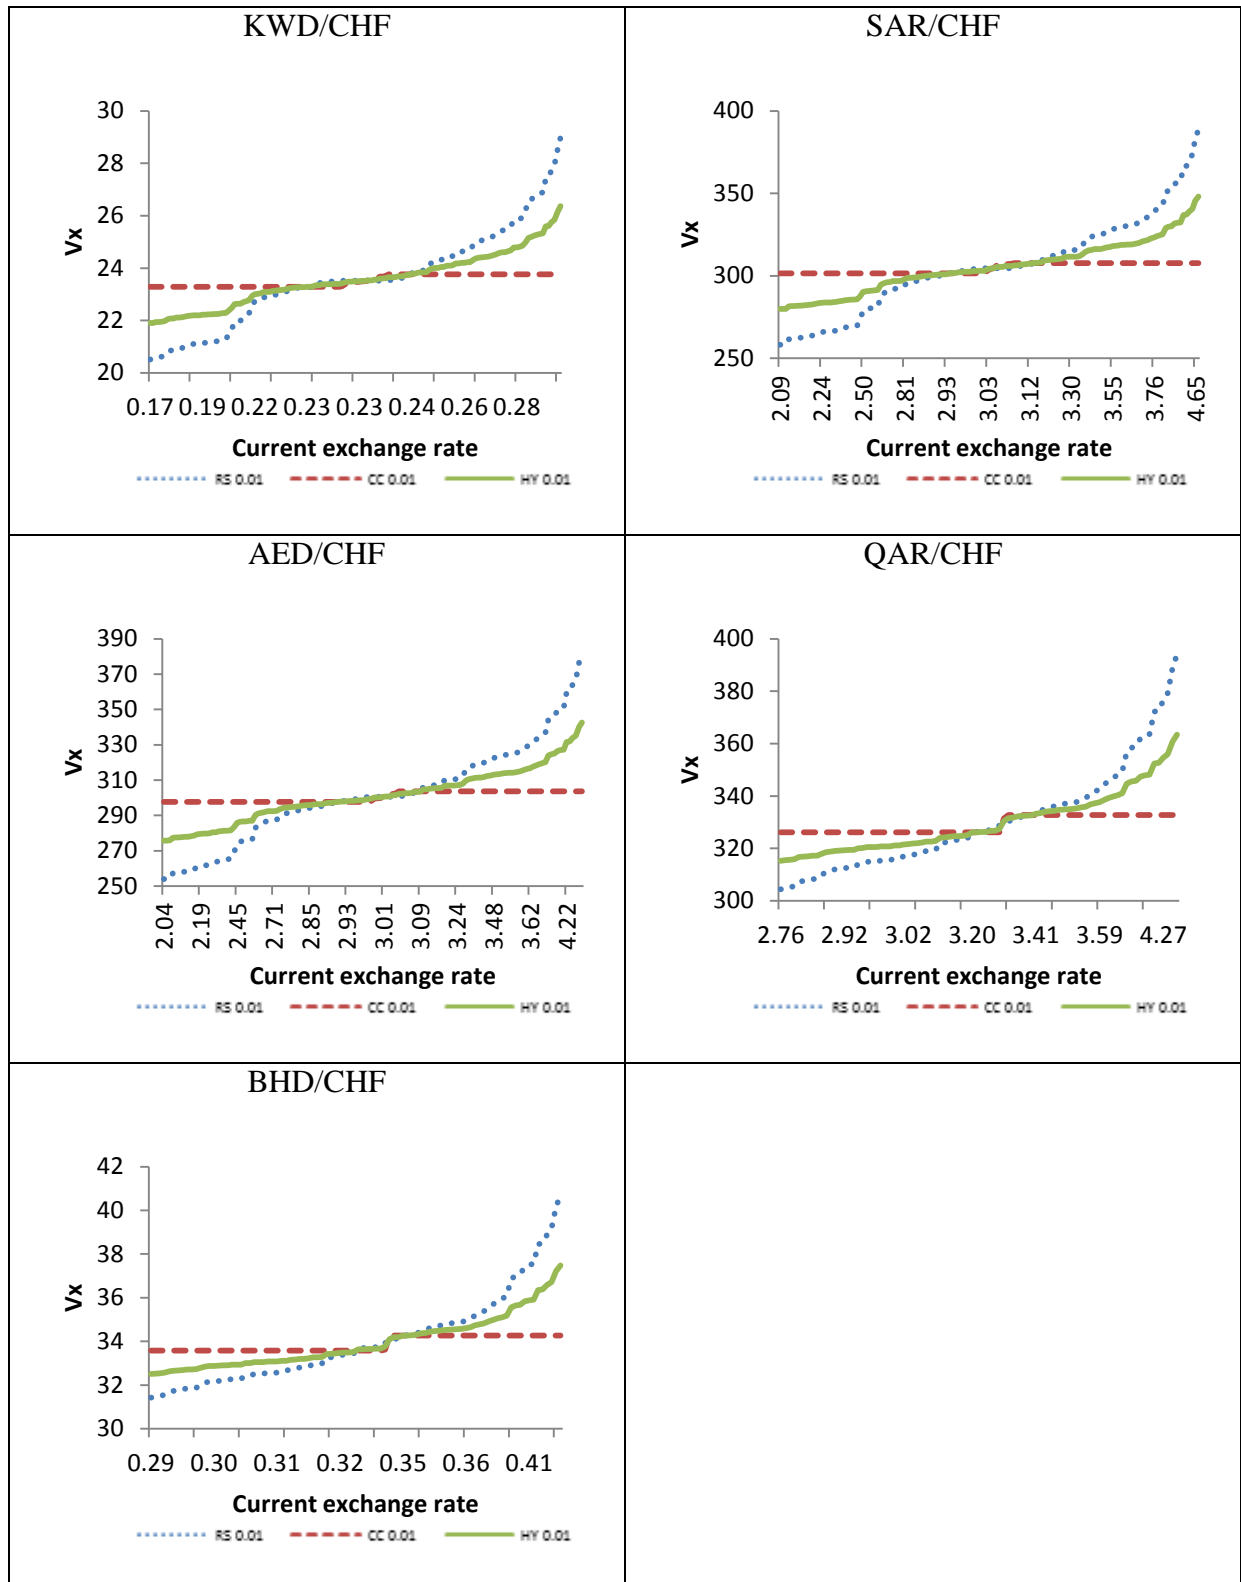 KWD/CHF
30
28
26
24
22
20
Vx
0.17 0.19 0.22 0.23 0.23 0.24 0.26 0.28
Current exchange rate
RS 0.01 CC 0.01 HY 0.01
SAR/CHF
400
350
300
250
Vx
2.09 2.24 2.50 2.81 2.93 3.03 3.12 3.30 3.55 3.76 4.65
Current exchange rate
RS 0.01 CC 0.01 HY 0.01
AED/CHF
390
370
350
330
310
290
270
250
Vx
2.04 2.19 2.45 2.71 2.85 2.93 3.01 3.09 3.24 3.48 3.62 4.22
Current exchange rate
RS 0.01 CC 0.01 HY 0.01
QAR/CHF
400
380
360
340
320
300
Vx
2.76 2.92 3.02 3.20 3.41 3.59 4.27
Current exchange rate
RS 0.01 CC 0.01 HY 0.01
BHD/CHF
42
40
38
36
34
32
30
Vx
0.29 0.30 0.31 0.32 0.35 0.36 0.41
Current exchange rate
RS 0.01 CC 0.01 HY 0.01